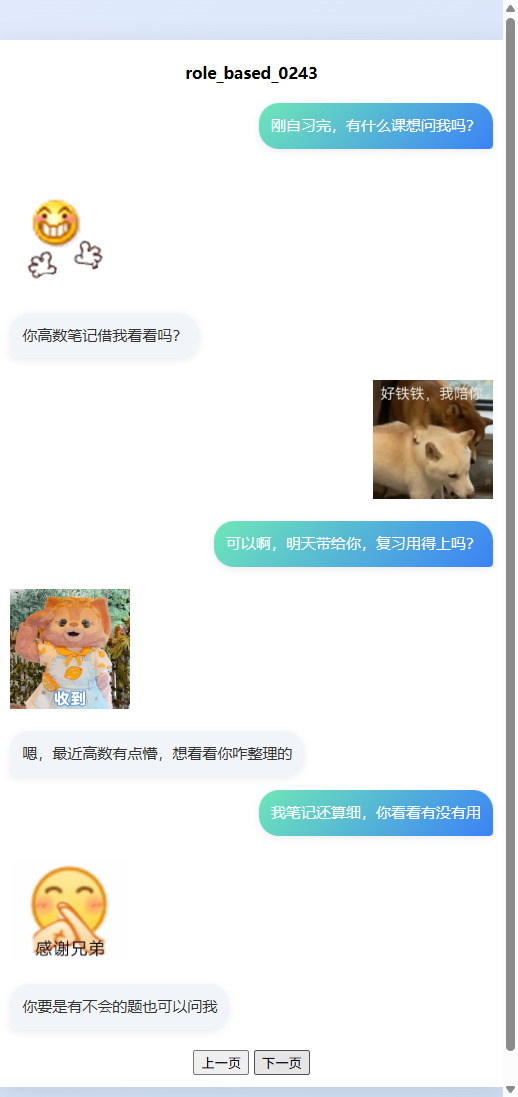 role_based_0243
刚自习完，有什么课想问我吗？
你高数笔记借我看看吗？
好铁铁，我陪你
可以啊，明天带给你，复习用得上吗？
收到
嗯，最近高数有点懵，想看看你咋整理的
我笔记还算细，你看看有没有用
感谢兄弟
你要是有不会的题也可以问我
上一页 下一页